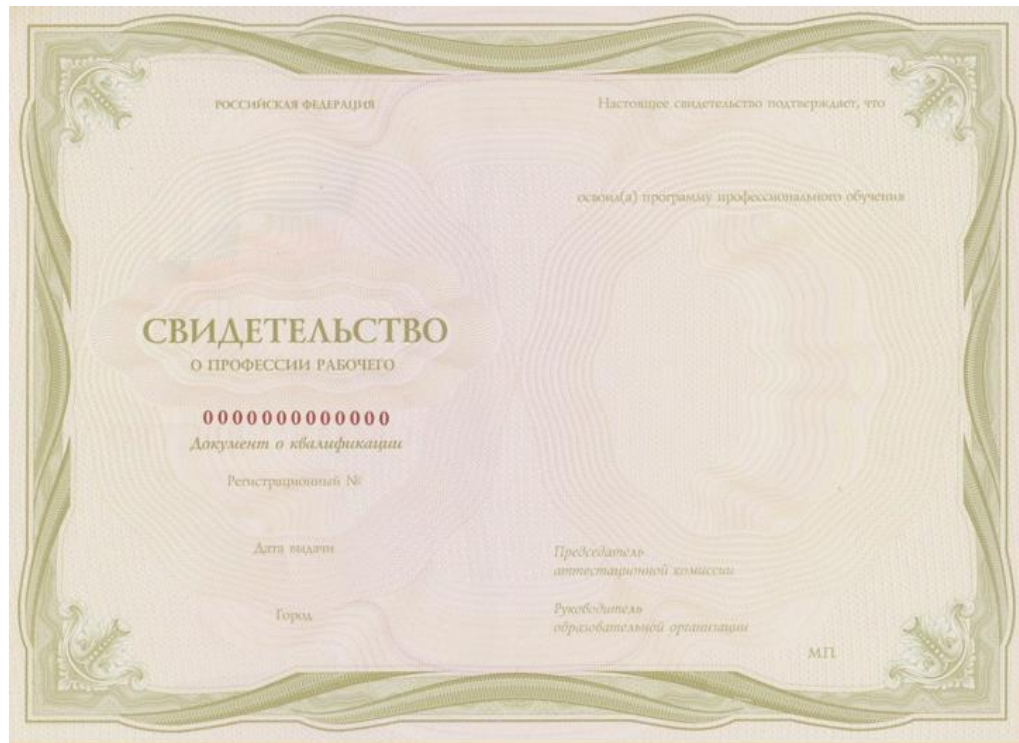 РОССИЙСКАЯ ФЕДЕРАЦИЯ
СВИДЕТЕЛЬСТВО
О ПРОФЕССИИ РАБОЧЕГО
0000000000000
Документ о квалификации
Регистрационный №
Дата выдачи
Город
Настоящее свидетельство подтверждает, что
освоил(а) программу профессионального обучения
Председатель
аттестационной комиссии
Руководитель
образовательной организации
М.П.